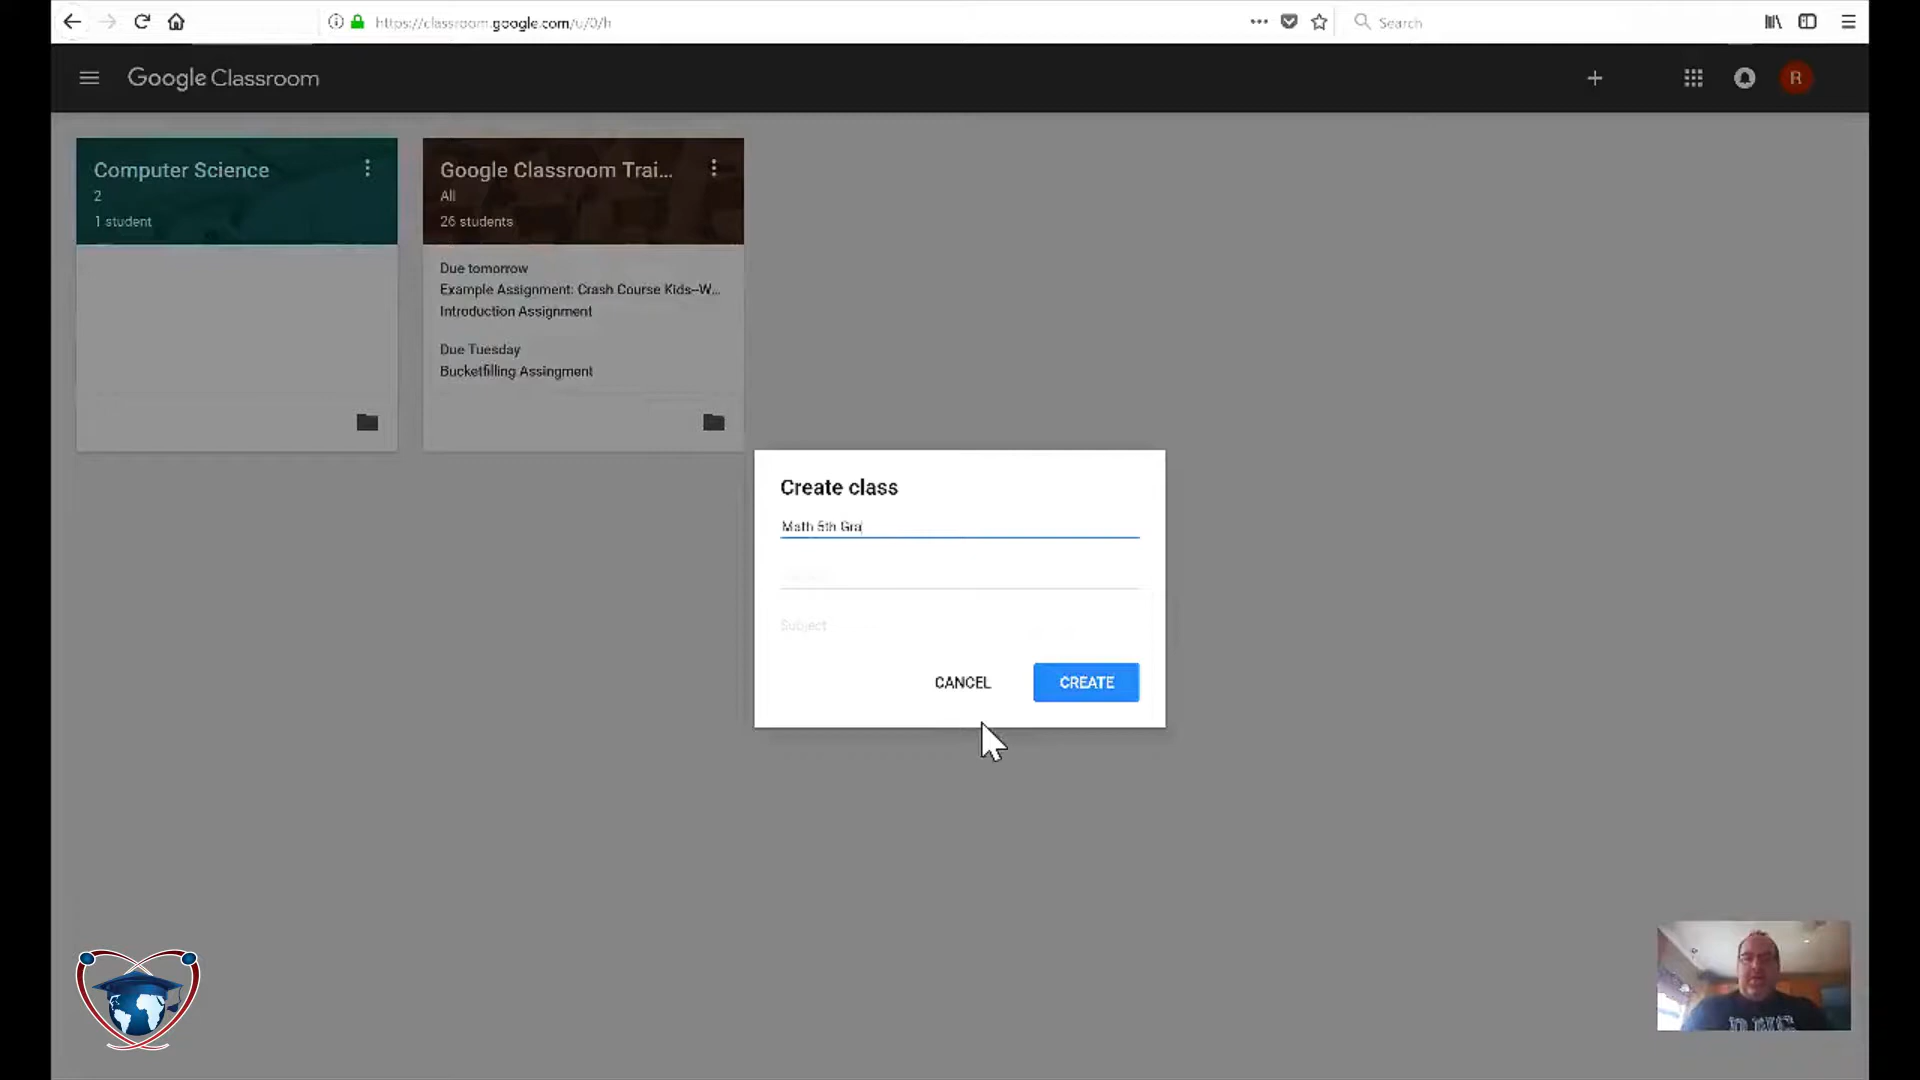 https://classroom.google.com/u/0/h
Search
Google Classroom
R
Computer Science
2
1 student
Google Classroom Trai...
All
26 students
Due tomorrow
Example Assignment: Crash Course Kids–W...
Introduction Assignment
Due Tuesday
Bucketfilling Assingment
Create class
Math 5th Gra
Subject
CANCEL
CREATE